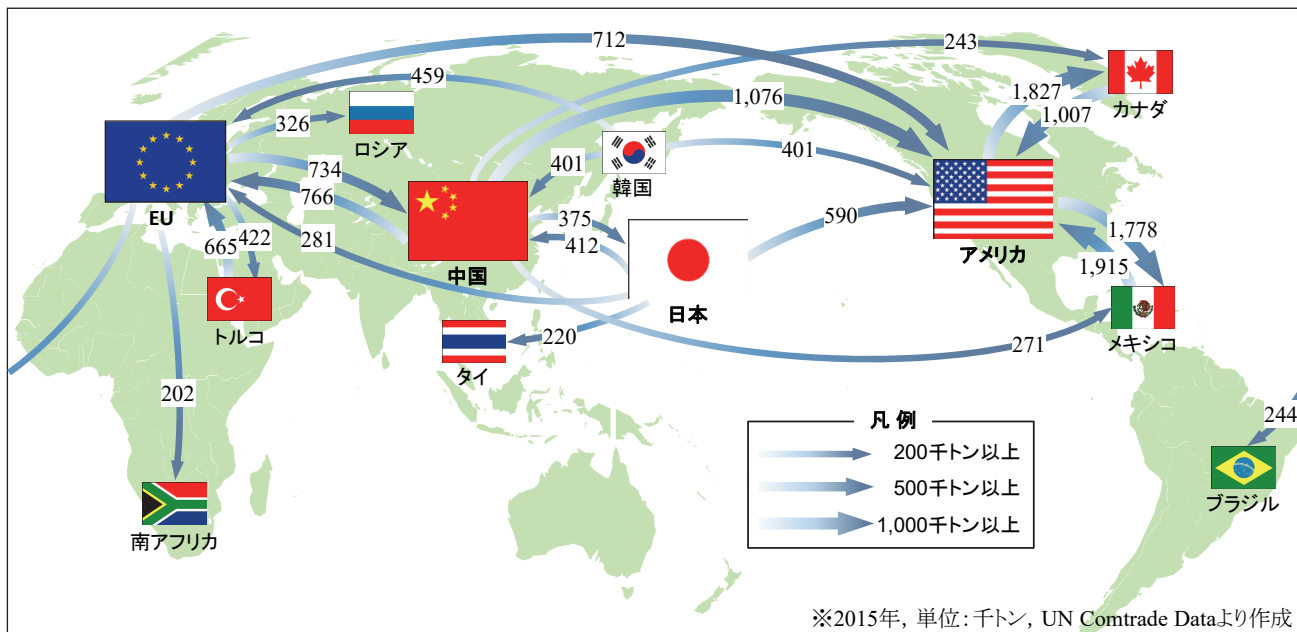 712
243
459
カナダ
1,827
1,076
1,007
326
ロシア
401
韓国
401
734
766
EU
375
590
412
中国
アメリカ
1,778
1,915
665
422
281
日本
トルコ
220
タイ
271
メキシコ
202
244
ブラジル
南アフリカ
凡 例
200千トン以上
500千トン以上
1,000千トン以上
※2015年, 単位:千トン, UN Comtrade Dataより作成